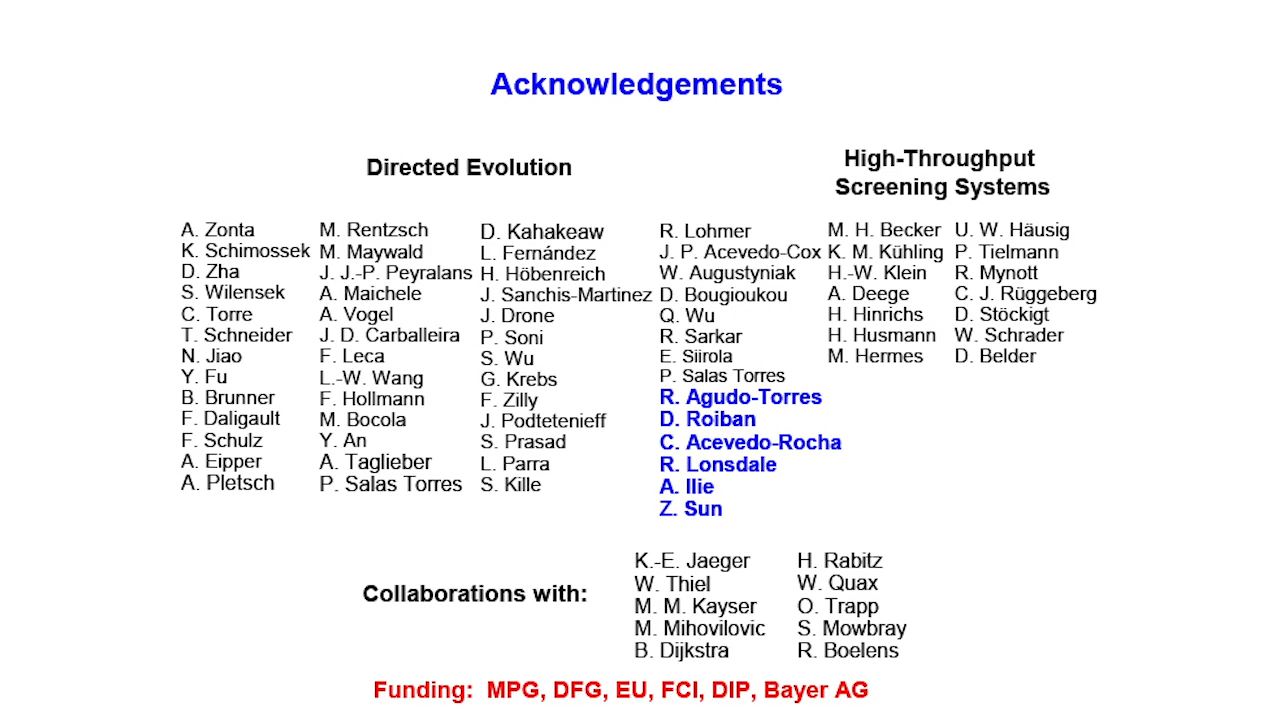 Acknowledgements
Directed Evolution
High-Throughput
Screening Systems
A. Zonta
K. Schimossek
D. Zha
S. Wilensek
C. Torre
T. Schneider
N. Jiao
Y. Fu
B. Brunner
F. Daligault
F. Schulz
A. Eipper
A. Pletsch
M. Rentzsch
M. Maywald
J. J.-P. Peyralans
A. Maichele
A. Vogel
J. D. Carballeira
F. Leca
L.-W. Wang
F. Hollmann
M. Bocola
Y. An
A. Taglieber
P. Salas Torres
D. Kahakeaw
L. Fernández
H. Höbenreich
J. Sanchis-Martinez
J. Drone
P. Soni
S. Wu
G. Krebs
F. Zilly
J. Podtetenieff
S. Prasad
L. Parra
S. Kille
R. Lohmer
J. P. Acevedo-Cox
W. Augustyniak
D. Bougioukou
Q. Wu
R. Sarkar
E. Siirola
P. Salas Torres
R. Agudo-Torres
D. Roiban
C. Acevedo-Rocha
R. Lonsdale
A. Ilie
Z. Sun
M. H. Becker
K. M. Kühling
H.-W. Klein
A. Deege
H. Hinrichs
H. Husmann
M. Hermes
U. W. Häusig
P. Tielmann
R. Mynott
C. J. Rüggeberg
D. Stöckigt
W. Schrader
D. Belder
Collaborations with:
K.-E. Jaeger
W. Thiel
M. M. Kayser
M. Mihovilovic
B. Dijkstra
H. Rabitz
W. Quax
O. Trapp
S. Mowbray
R. Boelens
Funding: MPG, DFG, EU, FCI, DIP, Bayer AG